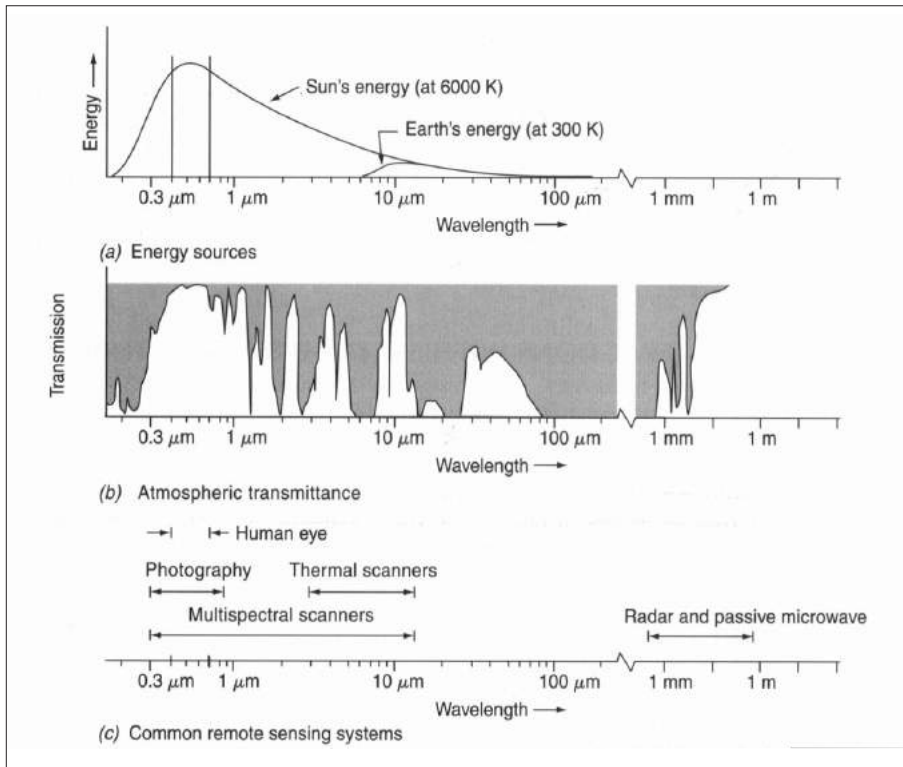 Energy
Sun's energy (at 6000 K)
Earth's energy (at 300 K)
0.3 μm 1 μm 10 μm 100 μm 1 mm 1 m
Wavelength
(a) Energy sources
Transmission
0.3 μm 1 μm 10 μm 100 μm 1 mm 1 m
Wavelength
(b) Atmospheric transmittance
Human eye
Photography Thermal scanners
Multispectral scanners Radar and passive microwave
0.3 μm 1 μm 10 μm 100 μm 1 mm 1 m
Wavelength
(c) Common remote sensing systems